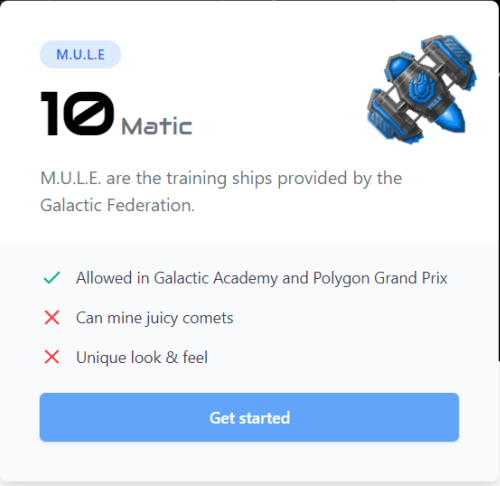 M.U.L.E
10 Matic
M.U.L.E. are the training ships provided by the
Galactic Federation.
Allowed in Galactic Academy and Polygon Grand Prix
Can mine juicy comets
Unique look & feel
Get started